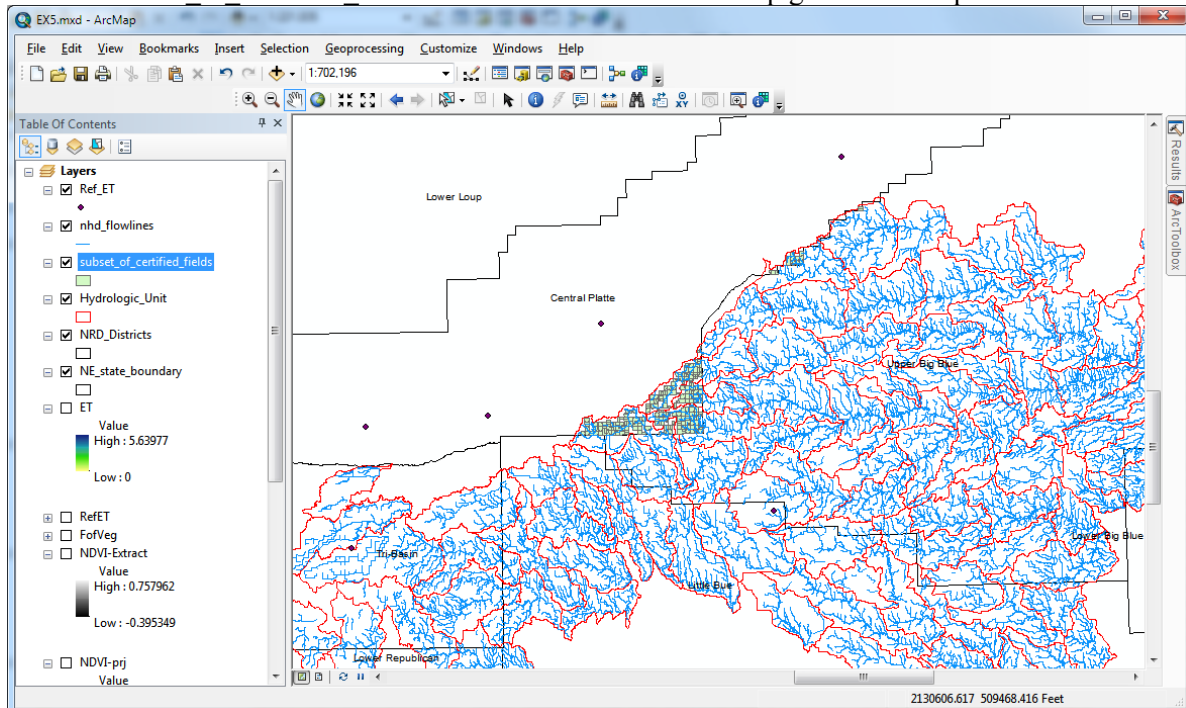 EX5.mxd - ArcMap
File Edit View Bookmarks Insert Selection Geoprocessing Customize Windows Help
1:702,196
Table Of Contents
Layers
Ref_ET
nhd_flowlines
subset_of_certified_fields
Hydrologic_Unit
NRD_Districts
NE_state_boundary
ET
Value
High : 5.63977
Low : 0
RefET
FofVeg
NDVI-Extract
Value
High : 0.757962
Low : -0.395349
NDVI-prj
Value
Lower Loup
Central Platte
Upper Big Blue
Lower Big Blue
Tri-Basin
Little Bue
Lower Republican
Results
ArcToolbox
2130606.617 509468.416 Feet